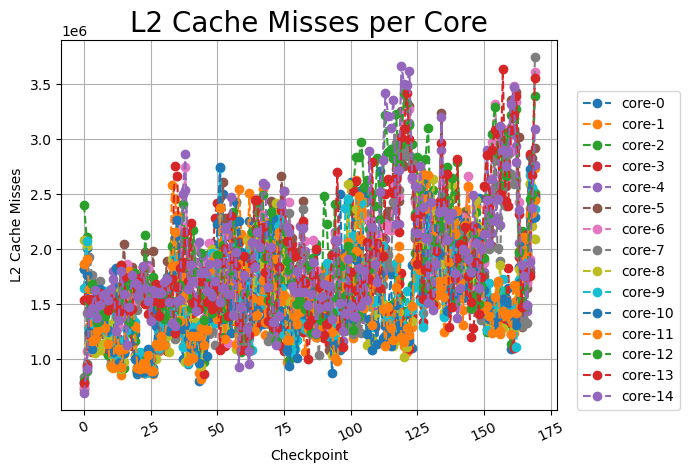 L2 Cache Misses per Core
1e6
3.5
3.0
2.5
2.0
1.5
1.0
L2 Cache Misses
0
25
50
75
100
125
150
175
Checkpoint
core-0
core-1
core-2
core-3
core-4
core-5
core-6
core-7
core-8
core-9
core-10
core-11
core-12
core-13
core-14